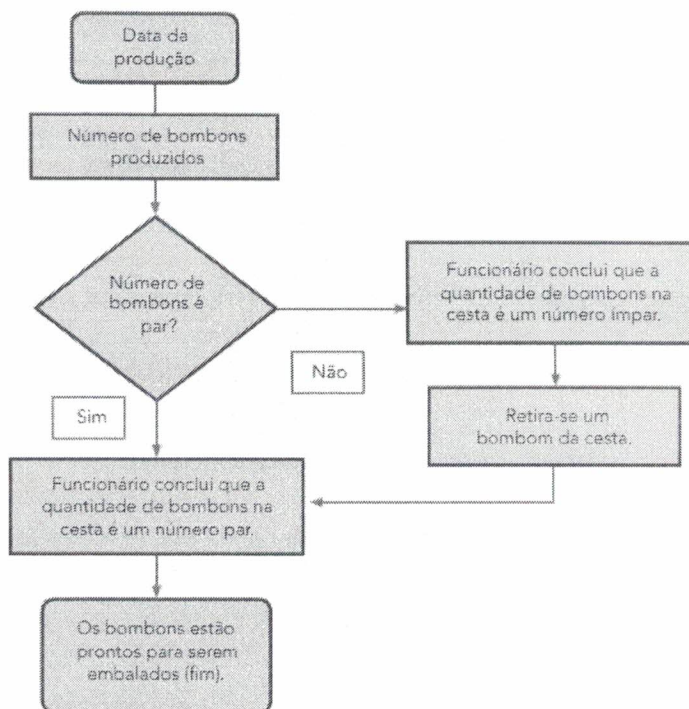 Data da
produção
Número de bombons
produzidos
Número de
bombons é
par?
Funcionário conclui que a
quantidade de bombons na
cesta é um número ímpar.
Não
Sim
Retira-se um
bombom da cesta.
Funcionário conclui que a
quantidade de bombons na
cesta é um número par.
Os bombons estão
prontos para serem
embalados (fim).